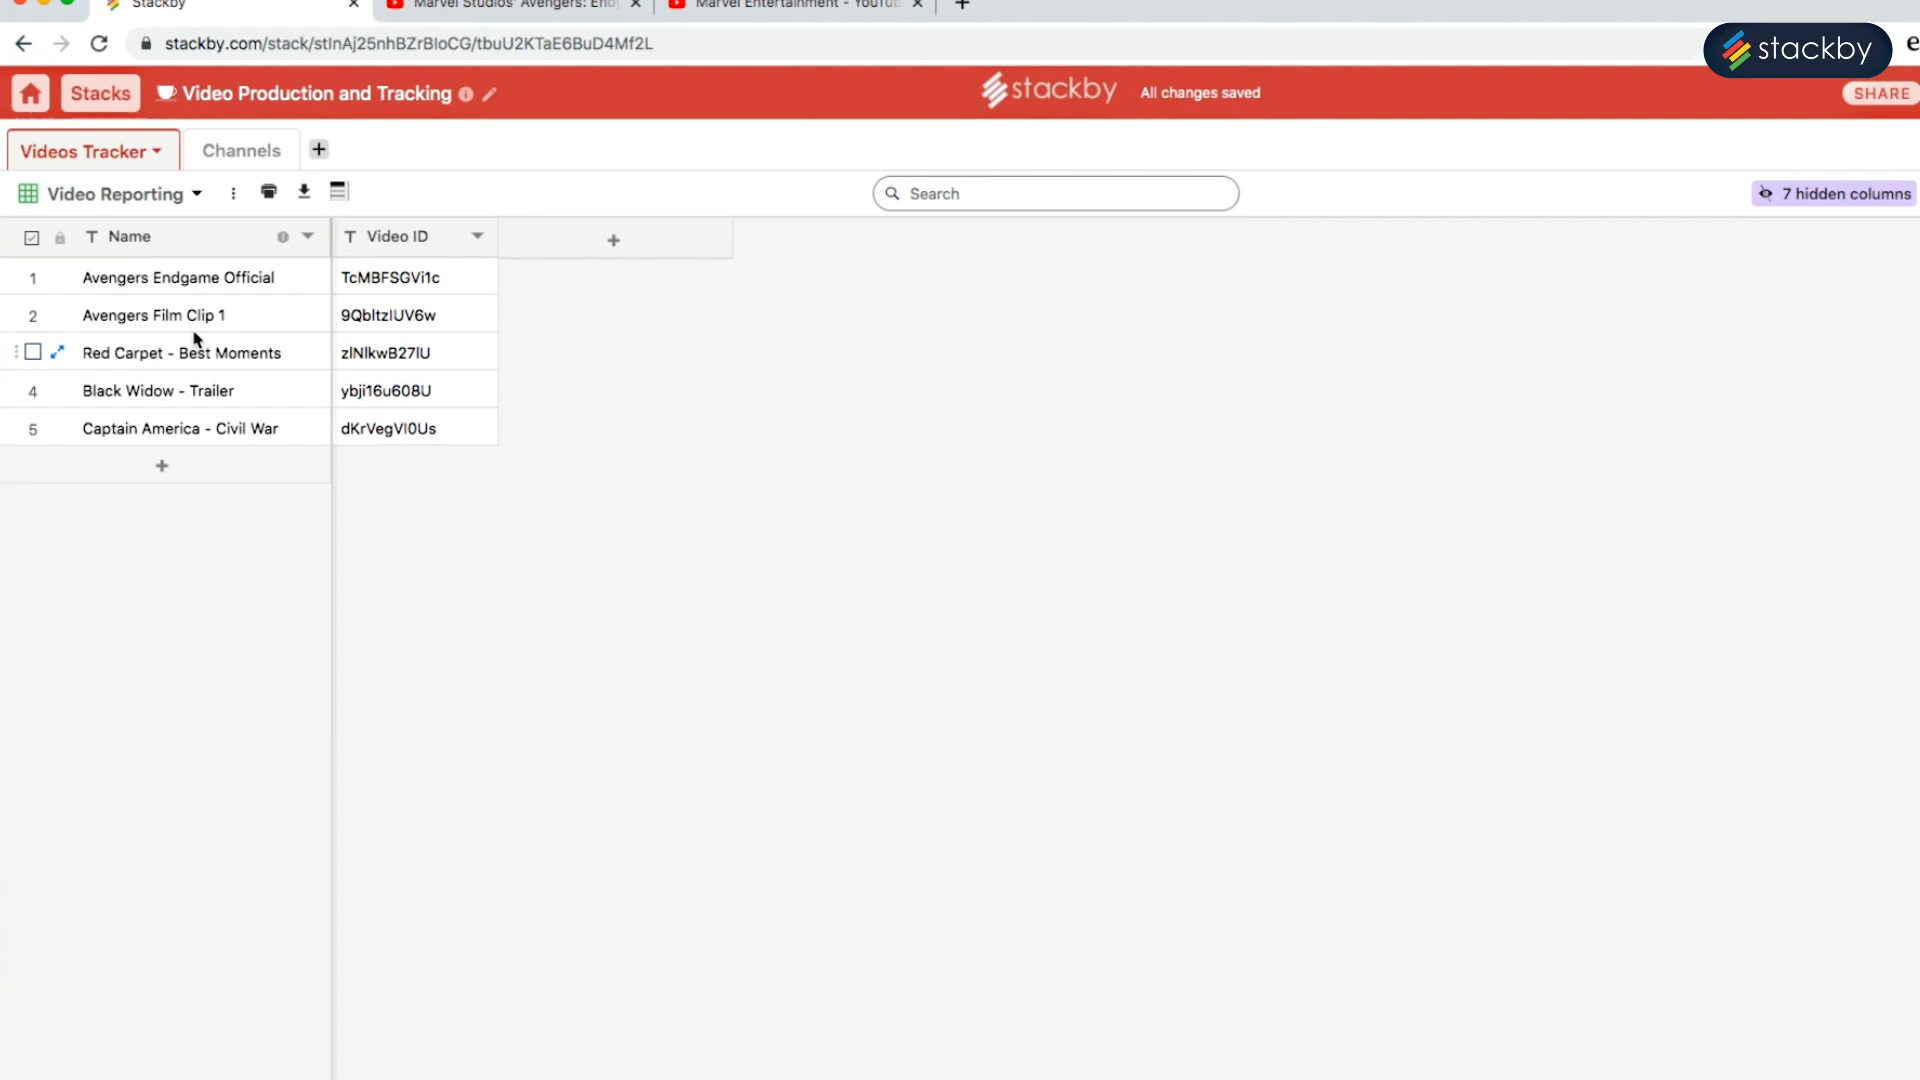 Stackby
Marvel Studios' Avengers: End
Marvel Entertainment - YouTub
stackby.com/stack/stInAj25nhBZrBIoCG/tbuU2KTaE6BuD4Mf2L
stackby
Stacks
Video Production and Tracking
stackby
All changes saved
SHARE
Videos Tracker
Channels
Video Reporting
Search
7 hidden columns
Name
Video ID
1 Avengers Endgame Official TcMBFSGVi1c
2 Avengers Film Clip 1 9QbltzIUV6w
Red Carpet - Best Moments zlNlkwB27lU
4 Black Widow - Trailer ybji16u608U
5 Captain America - Civil War dKrVegVI0Us